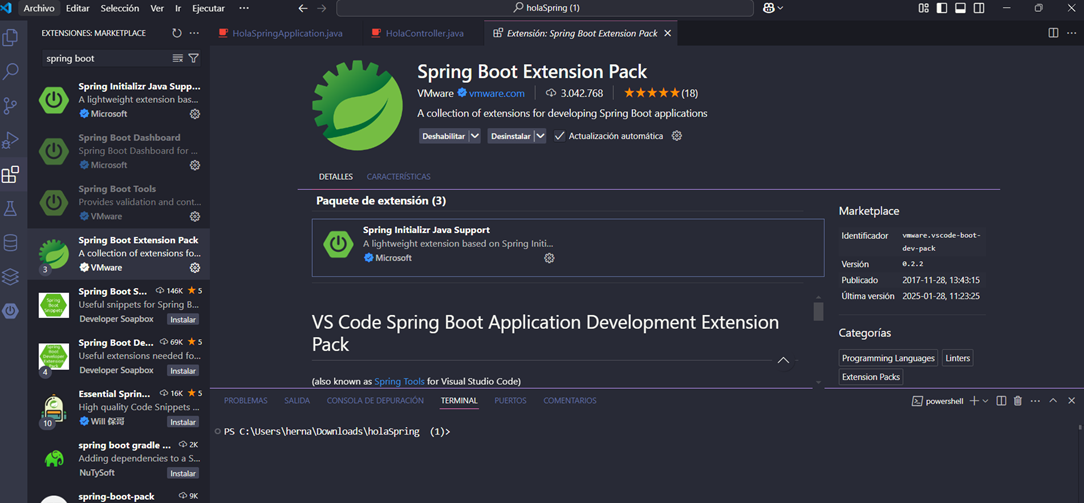 Archivo Editar Selección Ver Ir Ejecutar ···
holaSpring (1)
EXTENSIONES: MARKETPLACE
spring boot
Spring Initializr Java Supp...
A lightweight extension bas...
Microsoft
Spring Boot Dashboard
Spring Boot Dashboard for ...
Microsoft
Spring Boot Tools
Provides validation and cont...
VMware
Spring Boot Extension Pack
A collection of extensions fo...
VMware
3
Spring Boot S... 146K 5
Useful snippets for Spring B...
Developer Soapbox Instalar
Spring Boot De... 69K 5
Useful extensions needed fo...
Developer Soapbox Instalar
4
Essential Sprin... 16K 5
High quality Code Snippets ...
Will 保哥 Instalar
10
spring boot gradle ... 2K
Adding dependencies to a S...
NuTySoft Instalar
spring-boot-pack 9K
HolaSpringApplication.java HolaController.java Extensión: Spring Boot Extension Pack
Spring Boot Extension Pack
VMware vmware.com 3.042.768 (18)
A collection of extensions for developing Spring Boot applications
Deshabilitar Desinstalar Actualización automática
DETALLES CARACTERÍSTICAS
Paquete de extensión (3)
Spring Initializr Java Support
A lightweight extension based on Spring Initi...
Microsoft
VS Code Spring Boot Application Development Extension
Pack
(also known as Spring Tools for Visual Studio Code)
Marketplace
Identificador vmware.vscode-boot-
dev-pack
Versión 0.2.2
Publicado 2017-11-28, 13:43:15
Última versión 2025-01-28, 11:23:25
Categorías
Programming Languages Linters
Extension Packs
PROBLEMAS SALIDA CONSOLA DE DEPURACIÓN TERMINAL PUERTOS COMENTARIOS
powershell
PS C:\Users\herna\Downloads\holaSpring (1)>